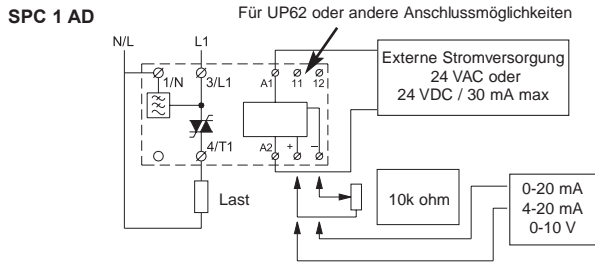 SPC 1 AD
Für UP62 oder andere Anschlussmöglichkeiten
N/L
L1
1/N
3/L1
A1
11
12
Externe Stromversorgung
24 VAC oder
24 VDC / 30 mA max
4/T1
A2
+
–
Last
10k ohm
0-20 mA
4-20 mA
0-10 V